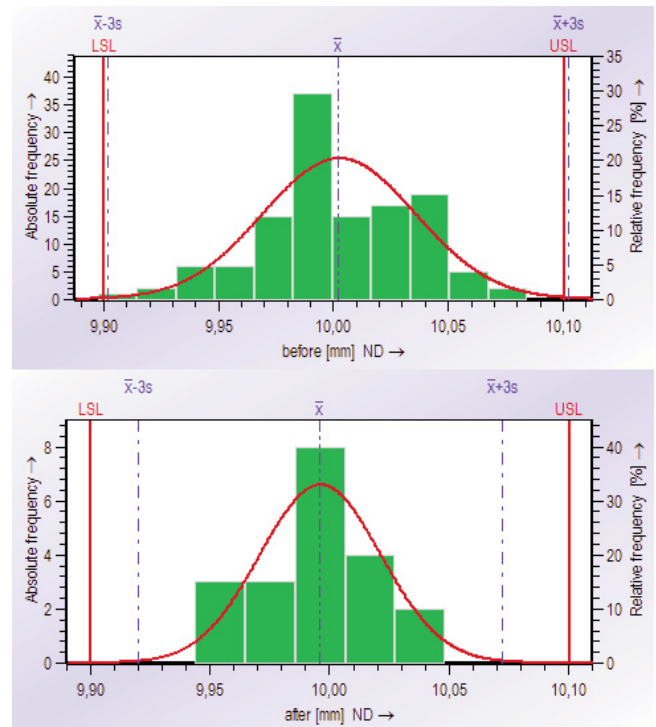 x̄-3s x̄ x̄+3s
LSL USL
Absolute frequency →
40
35
30
25
20
15
10
5
0
35
30
25
20
15
10
5
0
Relative frequency [%] →
9,90 9,95 10,00 10,05 10,10
before [mm] ND →
x̄-3s x̄ x̄+3s
LSL USL
Absolute frequency →
8
6
4
2
0
40
30
20
10
0
Relative frequency [%] →
9,90 9,95 10,00 10,05 10,10
after [mm] ND →